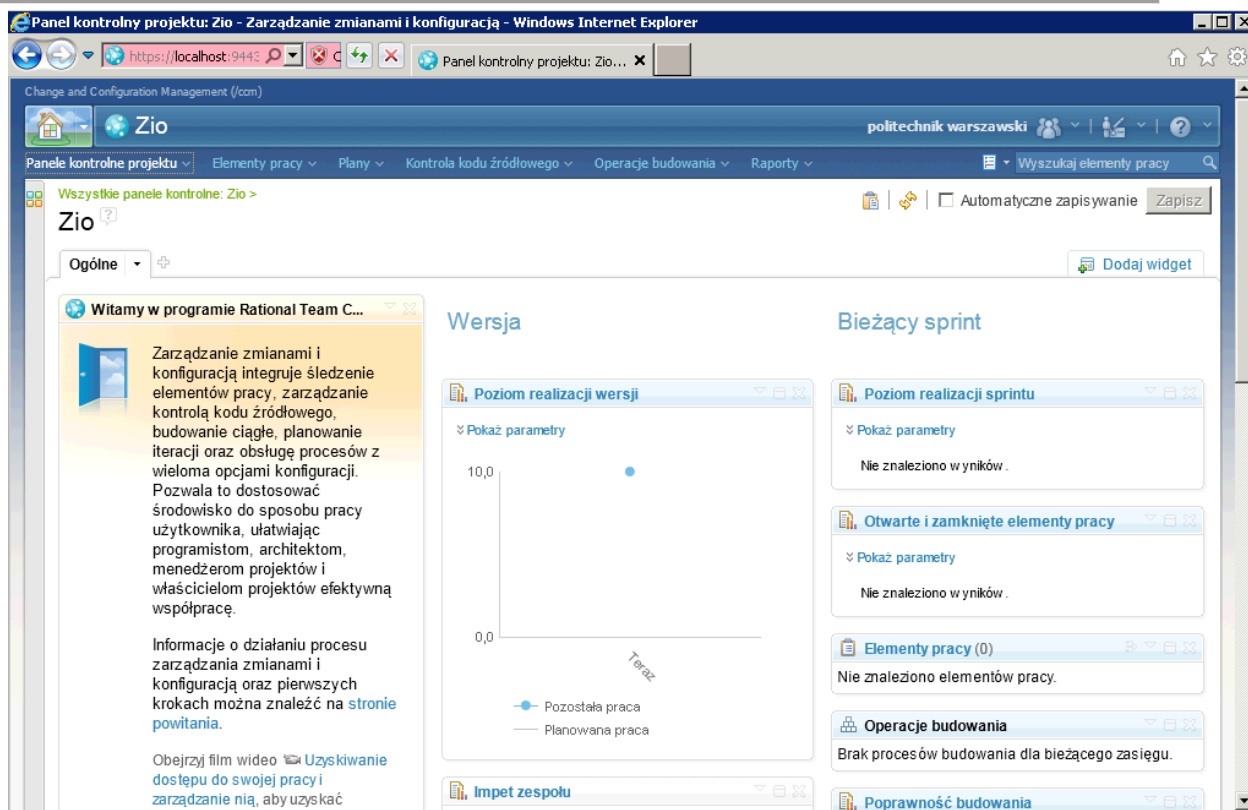 Panel kontrolny projektu: Zio - Zarządzanie zmianami i konfiguracją - Windows Internet Explorer
https://localhost:9443
Panel kontrolny projektu: Zio...
Change and Configuration Management (/ccm)
Zio
politechnik warszawski
Panele kontrolne projektu
Elementy pracy
Plany
Kontrola kodu źródłowego
Operacje budowania
Raporty
Wyszukaj elementy pracy
Wszystkie panele kontrolne: Zio >
Zio
Automatyczne zapisywanie
Zapisz
Ogólne
Dodaj widget
Witamy w programie Rational Team C...
Zarządzanie zmianami i
konfiguracją integruje śledzenie
elementów pracy, zarządzanie
kontrolą kodu źródłowego,
budowanie ciągłe, planowanie
iteracji oraz obsługę procesów z
wieloma opcjami konfiguracji.
Pozwala to dostosować
środowisko do sposobu pracy
użytkownika, ułatwiając
programistom, architektom,
menedżerom projektów i
właścicielom projektów efektywną
współpracę.
Informacje o działaniu procesu
zarządzania zmianami i
konfiguracją oraz pierwszych
krokach można znaleźć na stronie
powitania.
Obejrzyj film wideo Uzyskiwanie
dostępu do swojej pracy i
zarządzanie nią, aby uzyskać
Wersja
Poziom realizacji wersji
Pokaż parametry
10,0
0,0
Teraz
Pozostała praca
Planowana praca
Impet zespołu
Bieżący sprint
Poziom realizacji sprintu
Pokaż parametry
Nie znaleziono wyników.
Otwarte i zamknięte elementy pracy
Pokaż parametry
Nie znaleziono wyników.
Elementy pracy (0)
Nie znaleziono elementów pracy.
Operacje budowania
Brak procesów budowania dla bieżącego zasięgu.
Poprawność budowania